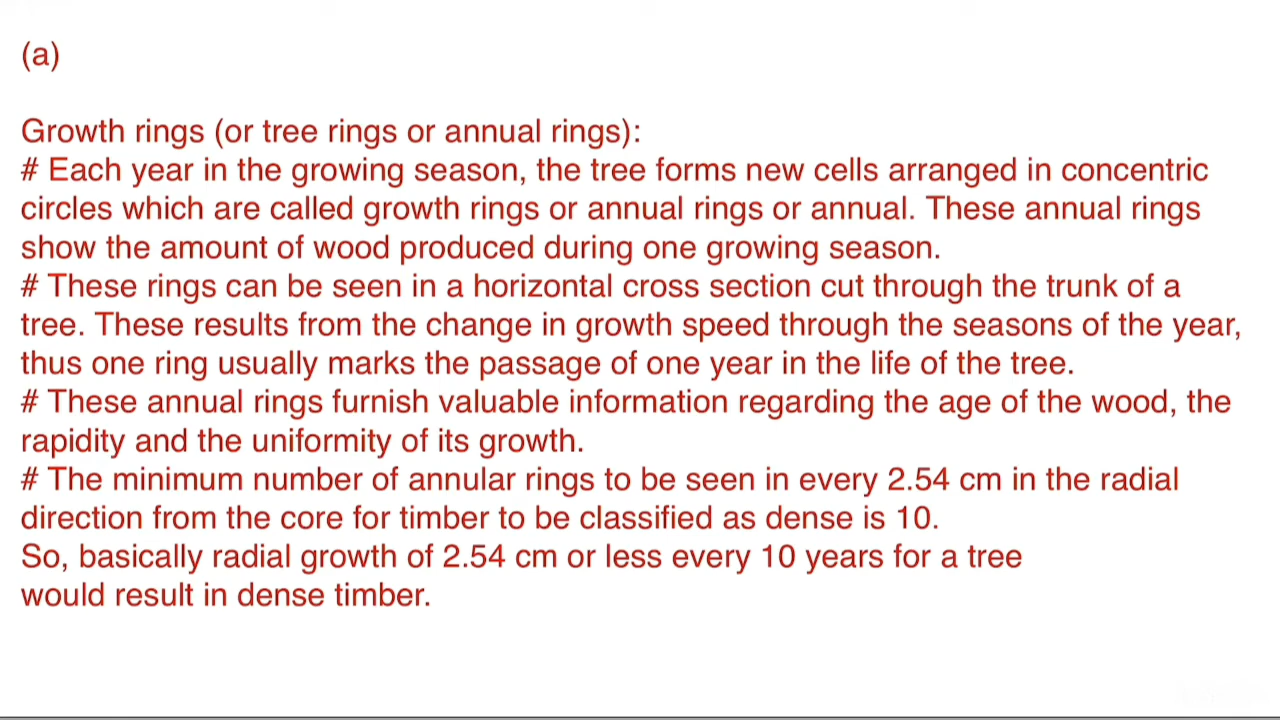 (a)
Growth rings (or tree rings or annual rings):
# Each year in the growing season, the tree forms new cells arranged in concentric
circles which are called growth rings or annual rings or annual. These annual rings
show the amount of wood produced during one growing season.
# These rings can be seen in a horizontal cross section cut through the trunk of a
tree. These results from the change in growth speed through the seasons of the year,
thus one ring usually marks the passage of one year in the life of the tree.
# These annual rings furnish valuable information regarding the age of the wood, the
rapidity and the uniformity of its growth.
# The minimum number of annular rings to be seen in every 2.54 cm in the radial
direction from the core for timber to be classified as dense is 10.
So, basically radial growth of 2.54 cm or less every 10 years for a tree
would result in dense timber.